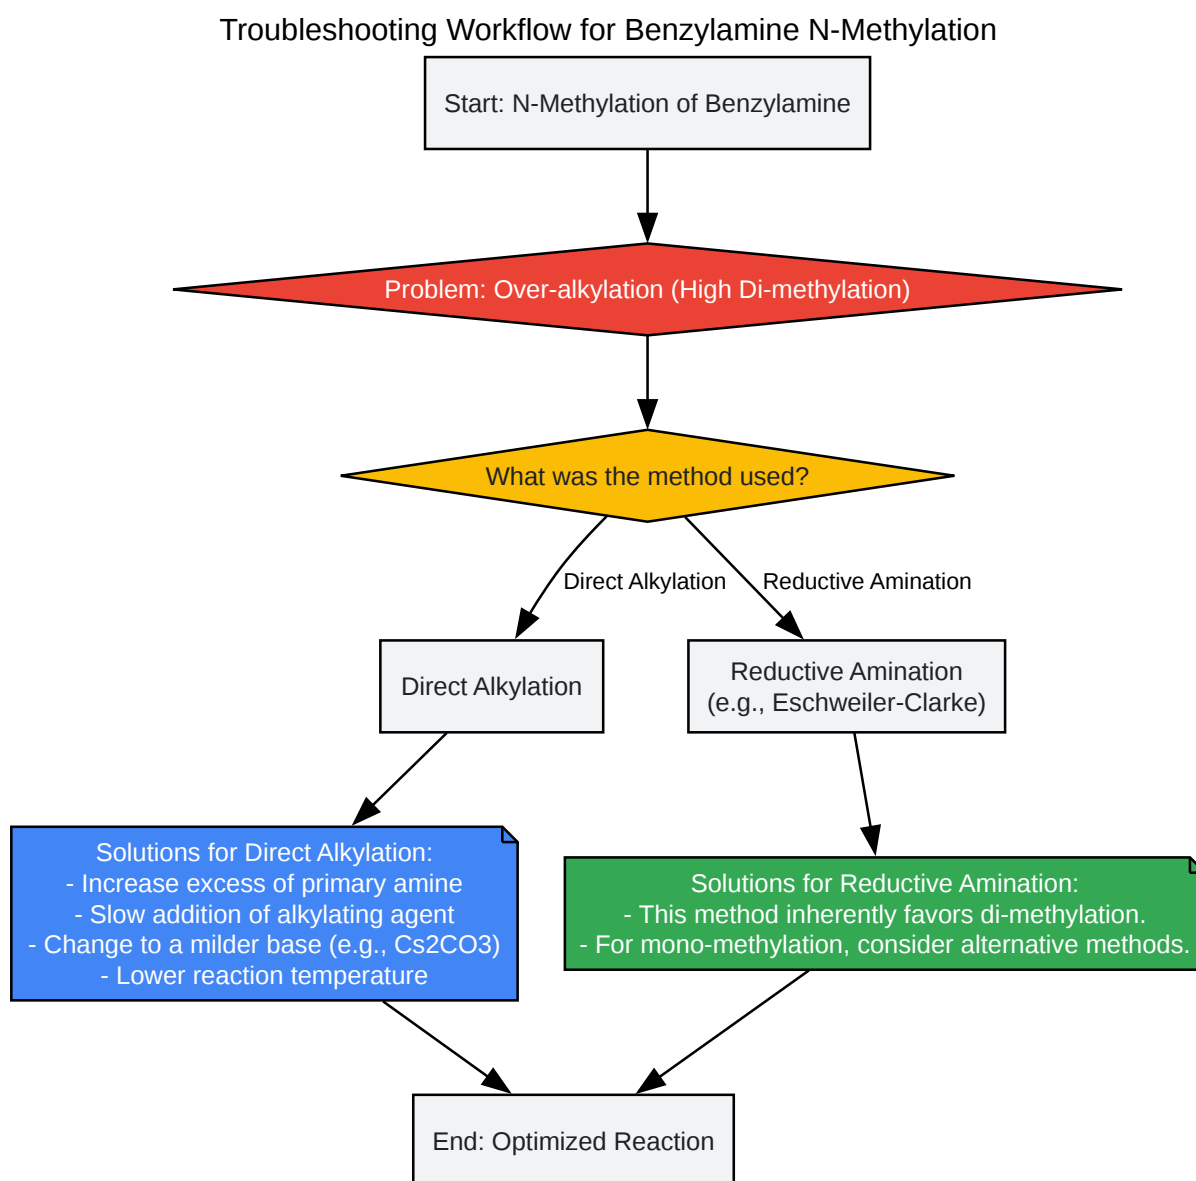 Troubleshooting Workflow for Benzylamine N-Methylation
Start: N-Methylation of Benzylamine
Problem: Over-alkylation (High Di-methylation)
What was the method used?
Direct Alkylation
Reductive Amination
Direct Alkylation
Reductive Amination
(e.g., Eschweiler-Clarke)
Solutions for Direct Alkylation:
- Increase excess of primary amine
- Slow addition of alkylating agent
- Change to a milder base (e.g., Cs2CO3)
- Lower reaction temperature
Solutions for Reductive Amination:
- This method inherently favors di-methylation.
- For mono-methylation, consider alternative methods.
End: Optimized Reaction